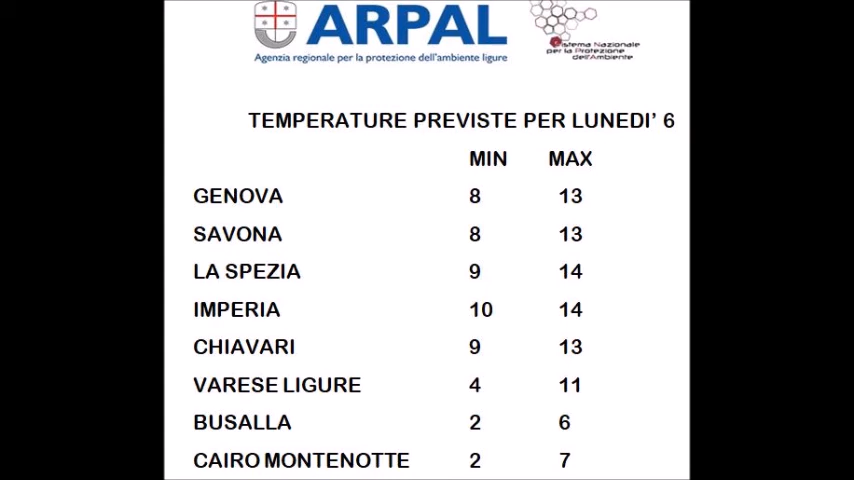 ARPAL
Agenzia regionale per la protezione dell'ambiente ligure
Sistema Nazionale
per la Protezione
dell'Ambiente
TEMPERATURE PREVISTE PER LUNEDI' 6
MIN MAX
GENOVA 8 13
SAVONA 8 13
LA SPEZIA 9 14
IMPERIA 10 14
CHIAVARI 9 13
VARESE LIGURE 4 11
BUSALLA 2 6
CAIRO MONTENOTTE 2 7